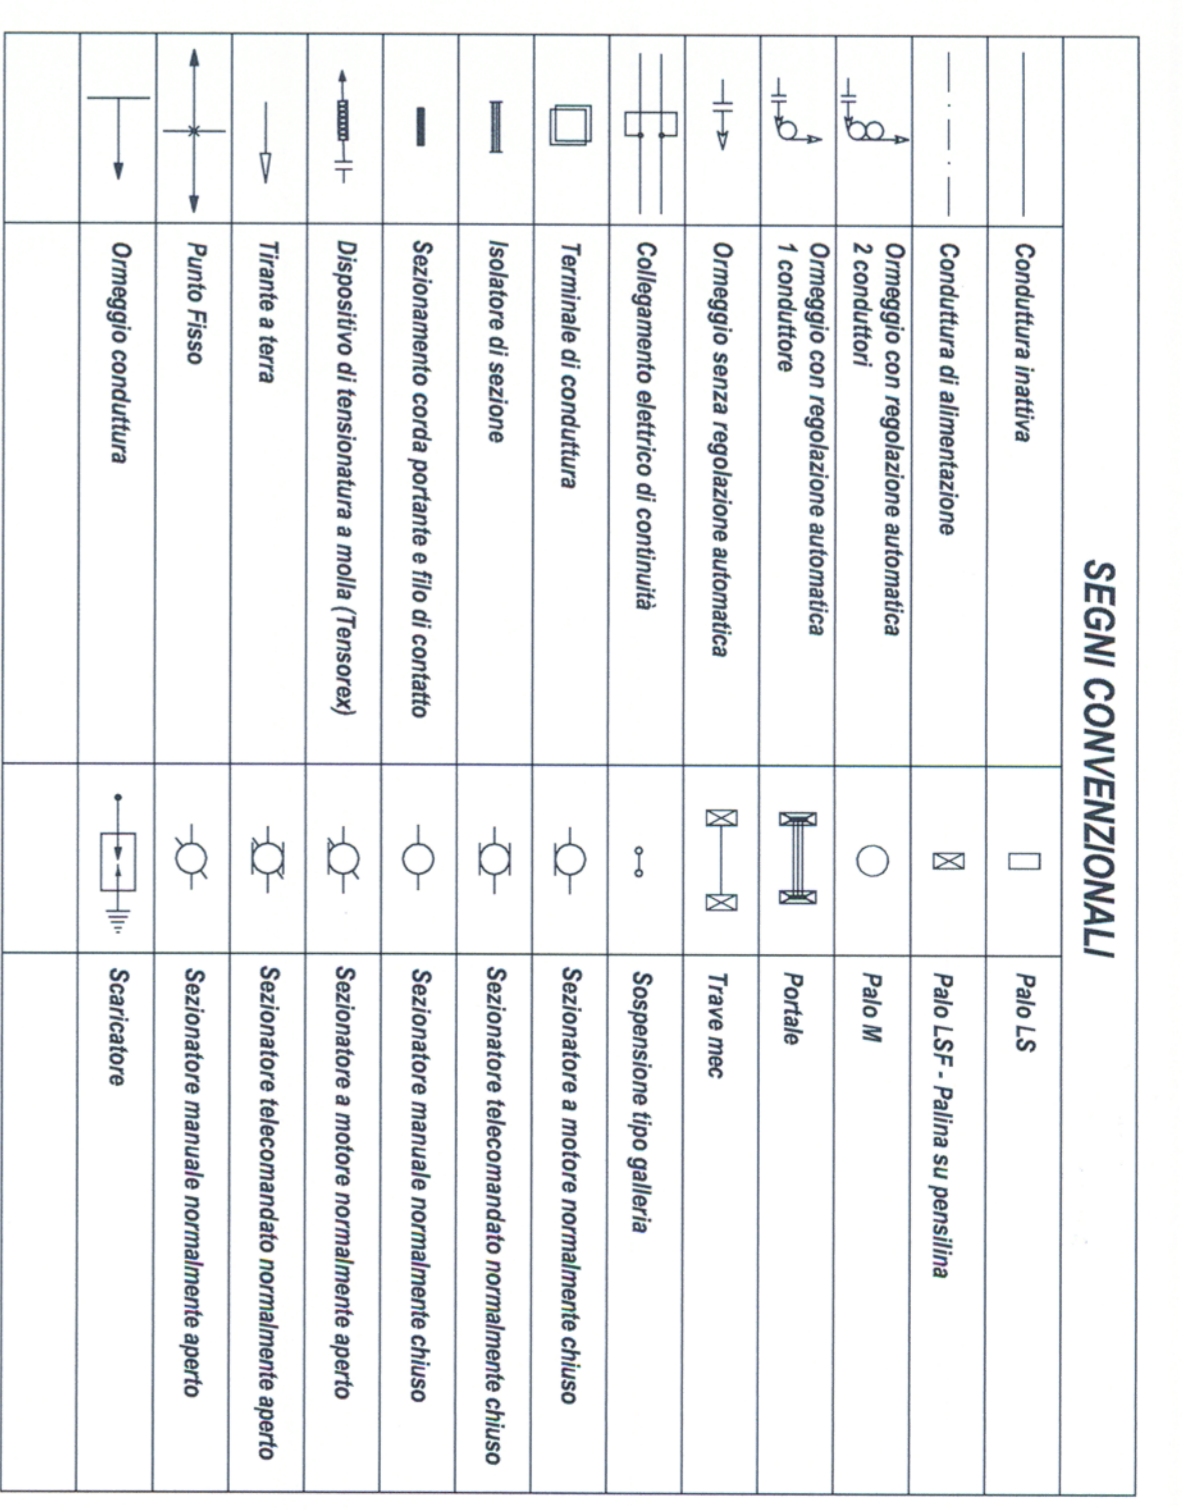 SEGNI CONVENZIONALI
Conduttura inattiva
Palo LS
Conduttura di alimentazione
Palo LSF - Palina su pensilina
Ormeggio con regolazione automatica
2 conduttori
Palo M
Ormeggio con regolazione automatica
1 conduttore
Portale
Ormeggio senza regolazione automatica
Trave mec
Collegamento elettrico di continuità
Sospensione tipo galleria
Terminale di conduttura
Sezionatore a motore normalmente chiuso
Isolatore di sezione
Sezionatore telecomandato normalmente chiuso
Sezionamento corda portante e filo di contatto
Sezionatore manuale normalmente chiuso
Dispositivo di tensionatura a molla (Tensorex)
Sezionatore a motore normalmente aperto
Tirante a terra
Sezionatore telecomandato normalmente aperto
Punto Fisso
Sezionatore manuale normalmente aperto
Ormeggio conduttura
Scaricatore